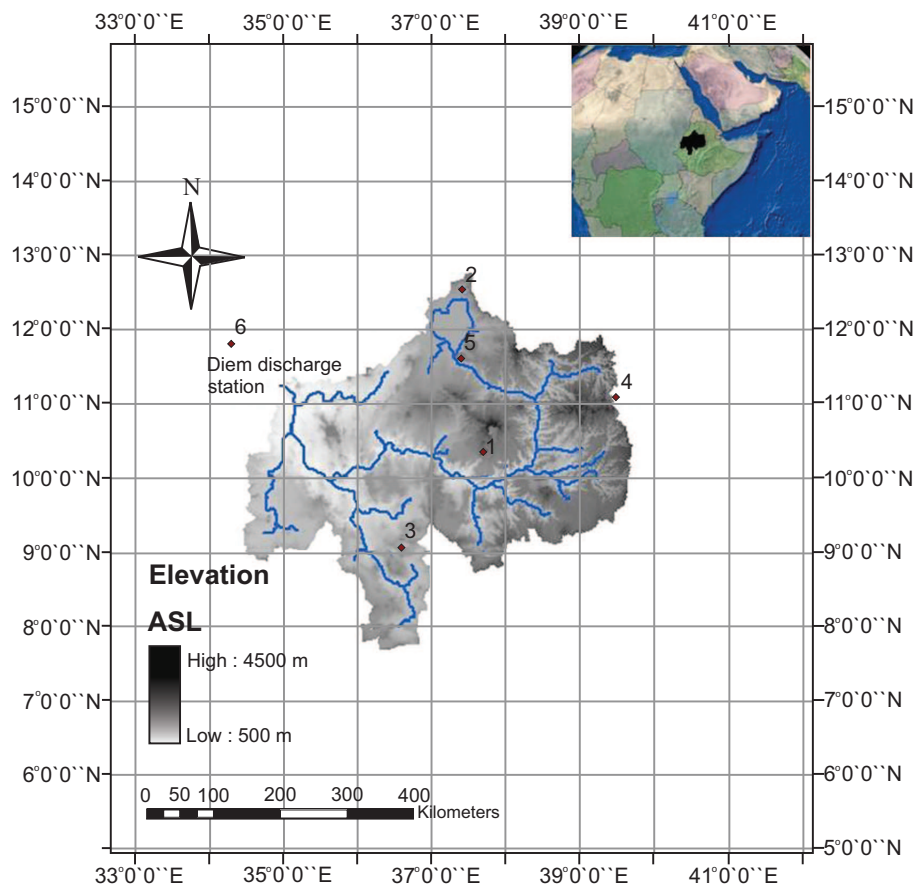 33°0`0``E 35°0`0``E 37°0`0``E 39°0`0``E 41°0`0``E
15°0`0``N 15°0`0``N
14°0`0``N 14°0`0``N
N
13°0`0``N 13°0`0``N
2
12°0`0``N 12°0`0``N
6
5
Diem discharge
station
4
11°0`0``N 11°0`0``N
1
10°0`0``N 10°0`0``N
3
9°0`0``N 9°0`0``N
Elevation
ASL
8°0`0``N 8°0`0``N
High : 4500 m
7°0`0``N 7°0`0``N
Low : 500 m
6°0`0``N 6°0`0``N
0 50 100 200 300 400
Kilometers
5°0`0``N
33°0`0``E 35°0`0``E 37°0`0``E 39°0`0``E 41°0`0``E